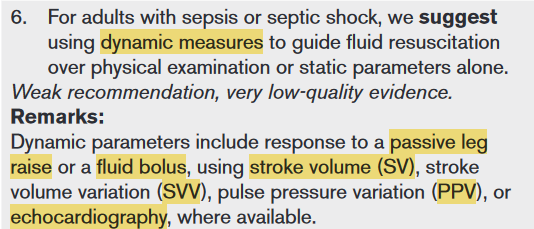 6. For adults with sepsis or septic shock, we suggest
using dynamic measures to guide fluid resuscitation
over physical examination or static parameters alone.
Weak recommendation, very low-quality evidence.
Remarks:
Dynamic parameters include response to a passive leg
raise or a fluid bolus, using stroke volume (SV), stroke
volume variation (SVV), pulse pressure variation (PPV), or
echocardiography, where available.